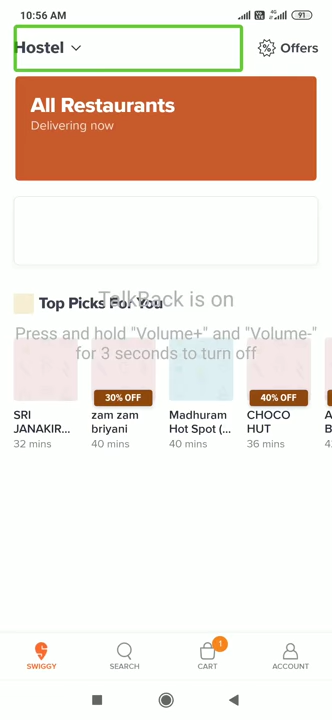 10:56 AM
4G
91
Hostel
Offers
All Restaurants
Delivering now
Top Picks For You
TalkBack is on
Press and hold "Volume+" and "Volume-"
for 3 seconds to turn off
30% OFF
40% OFF
SRI
JANAKIR...
32 mins
zam zam
briyani
40 mins
Madhuram
Hot Spot (...
40 mins
CHOCO
HUT
36 mins
1
SWIGGY
SEARCH
CART
ACCOUNT